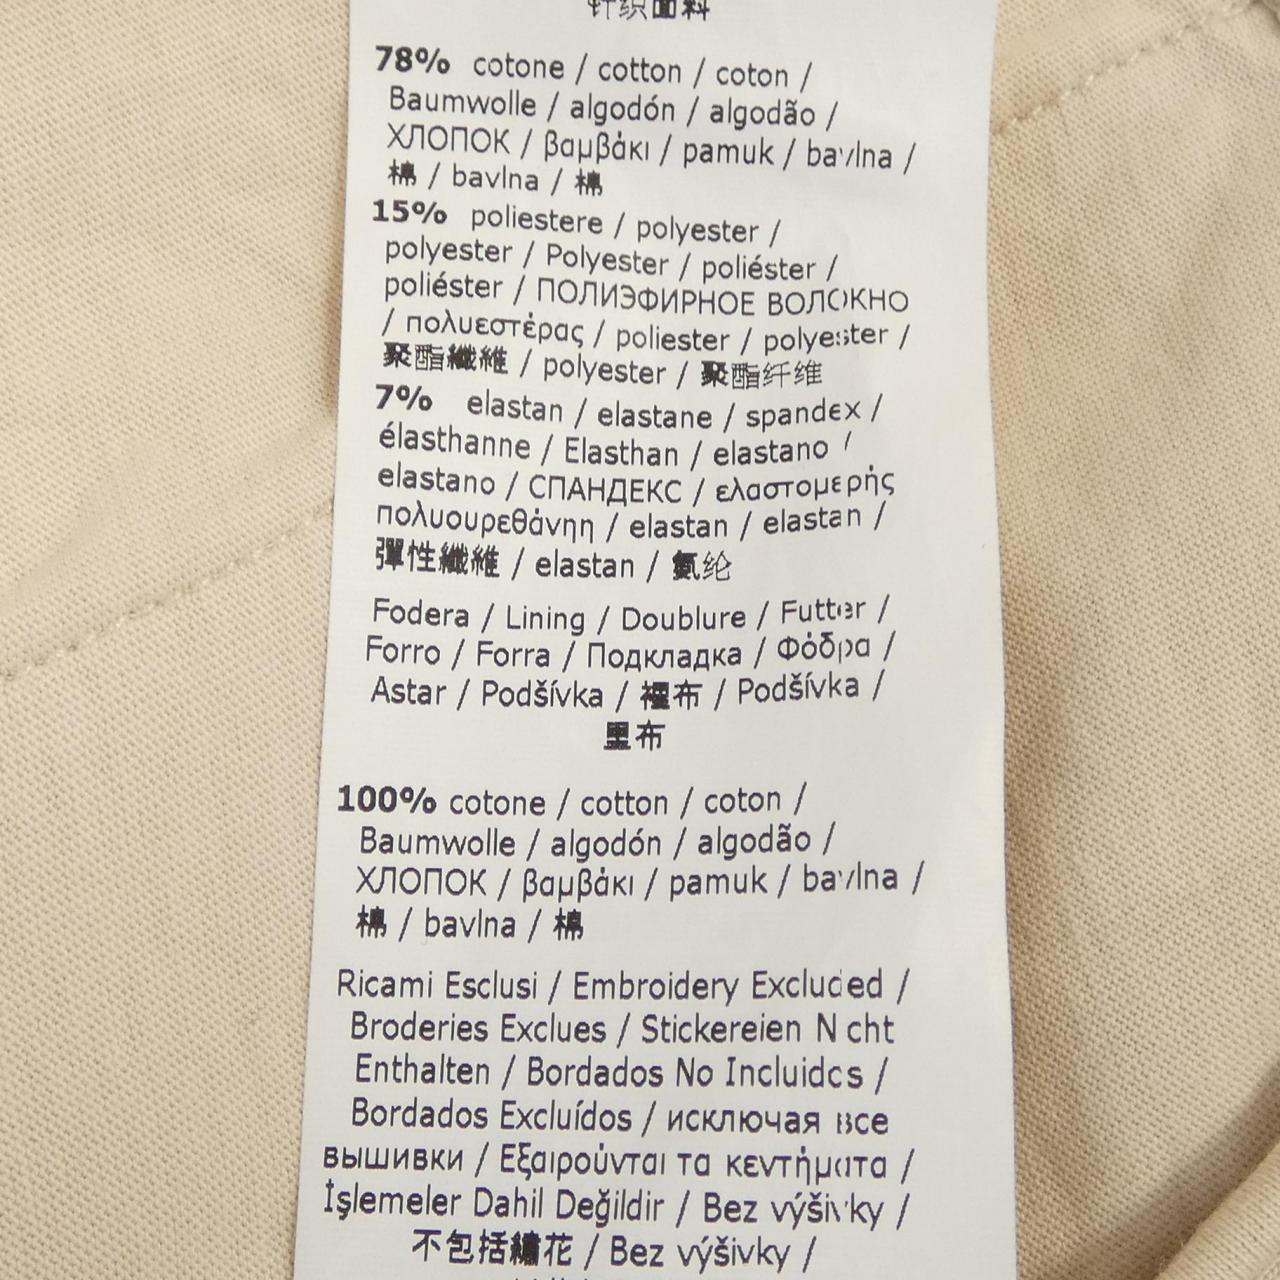 针织面料
78% cotone / cotton / coton /
Baumwolle / algodón / algodão /
ХЛОПОК / βαμβάκι / pamuk / bavlna /
棉 / bavlna / 棉
15% poliestere / polyester /
polyester / Polyester / poliéster /
poliéster / ПОЛИЭФИРНОЕ ВОЛОКНО
/ πολυεστέρας / poliester / polyester /
聚酯纖維 / polyester / 聚酯纤维
7% elastan / elastane / spandex /
élasthanne / Elasthan / elastano /
elastano / СПАНДЕКС / ελαστομερής
πολυουρεθάνηη / elastan / elastan /
彈性纖維 / elastan / 氨纶
Fodera / Lining / Doublure / Futter /
Forro / Forra / Подкладка / Φόδρα /
Astar / Podšívka / 裡布 / Podšívka /
里布
100% cotone / cotton / coton /
Baumwolle / algodón / algodão /
ХЛОПОК / βαμβάκι / pamuk / bavlna /
棉 / bavlna / 棉
Ricami Esclusi / Embroidery Excluded /
Broderies Exclues / Stickereien Nicht
Enthalten / Bordados No Incluidos /
Bordados Excluídos / исключая все
вышивки / Εξαιρούνται τα κεντήματα /
İşlemeler Dahil Değildir / Bez výšivky /
不包括繡花 / Bez výšivky /